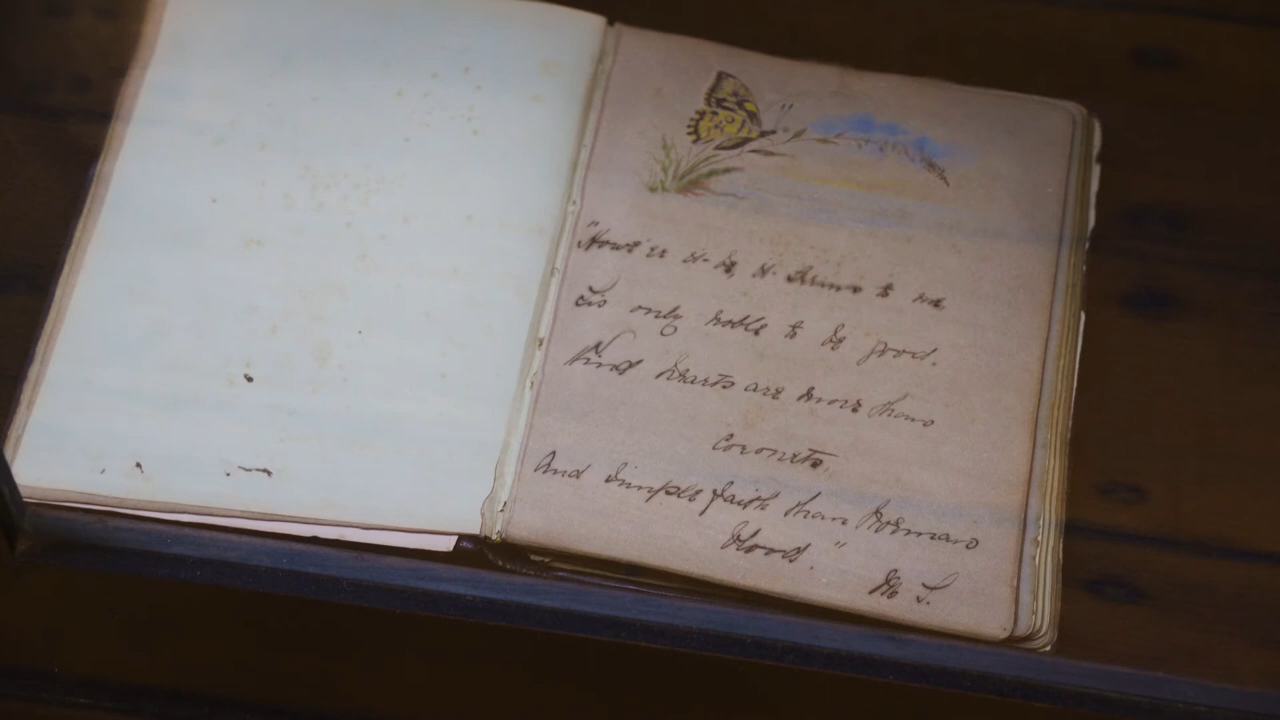 "Howe'er it be, it seems to me,
Tis only noble to be good.
Kind hearts are more than
Coronets,
And simple faith than Norman
blood."
M S.